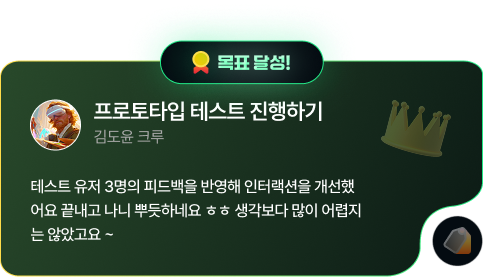 목표 달성!
프로토타입 테스트 진행하기
김도윤 크루
테스트 유저 3명의 피드백을 반영해 인터랙션을 개선했
어요 끝내고 나니 뿌듯하네요 ㅎㅎ 생각보다 많이 어렵지
는 않았고요 ~